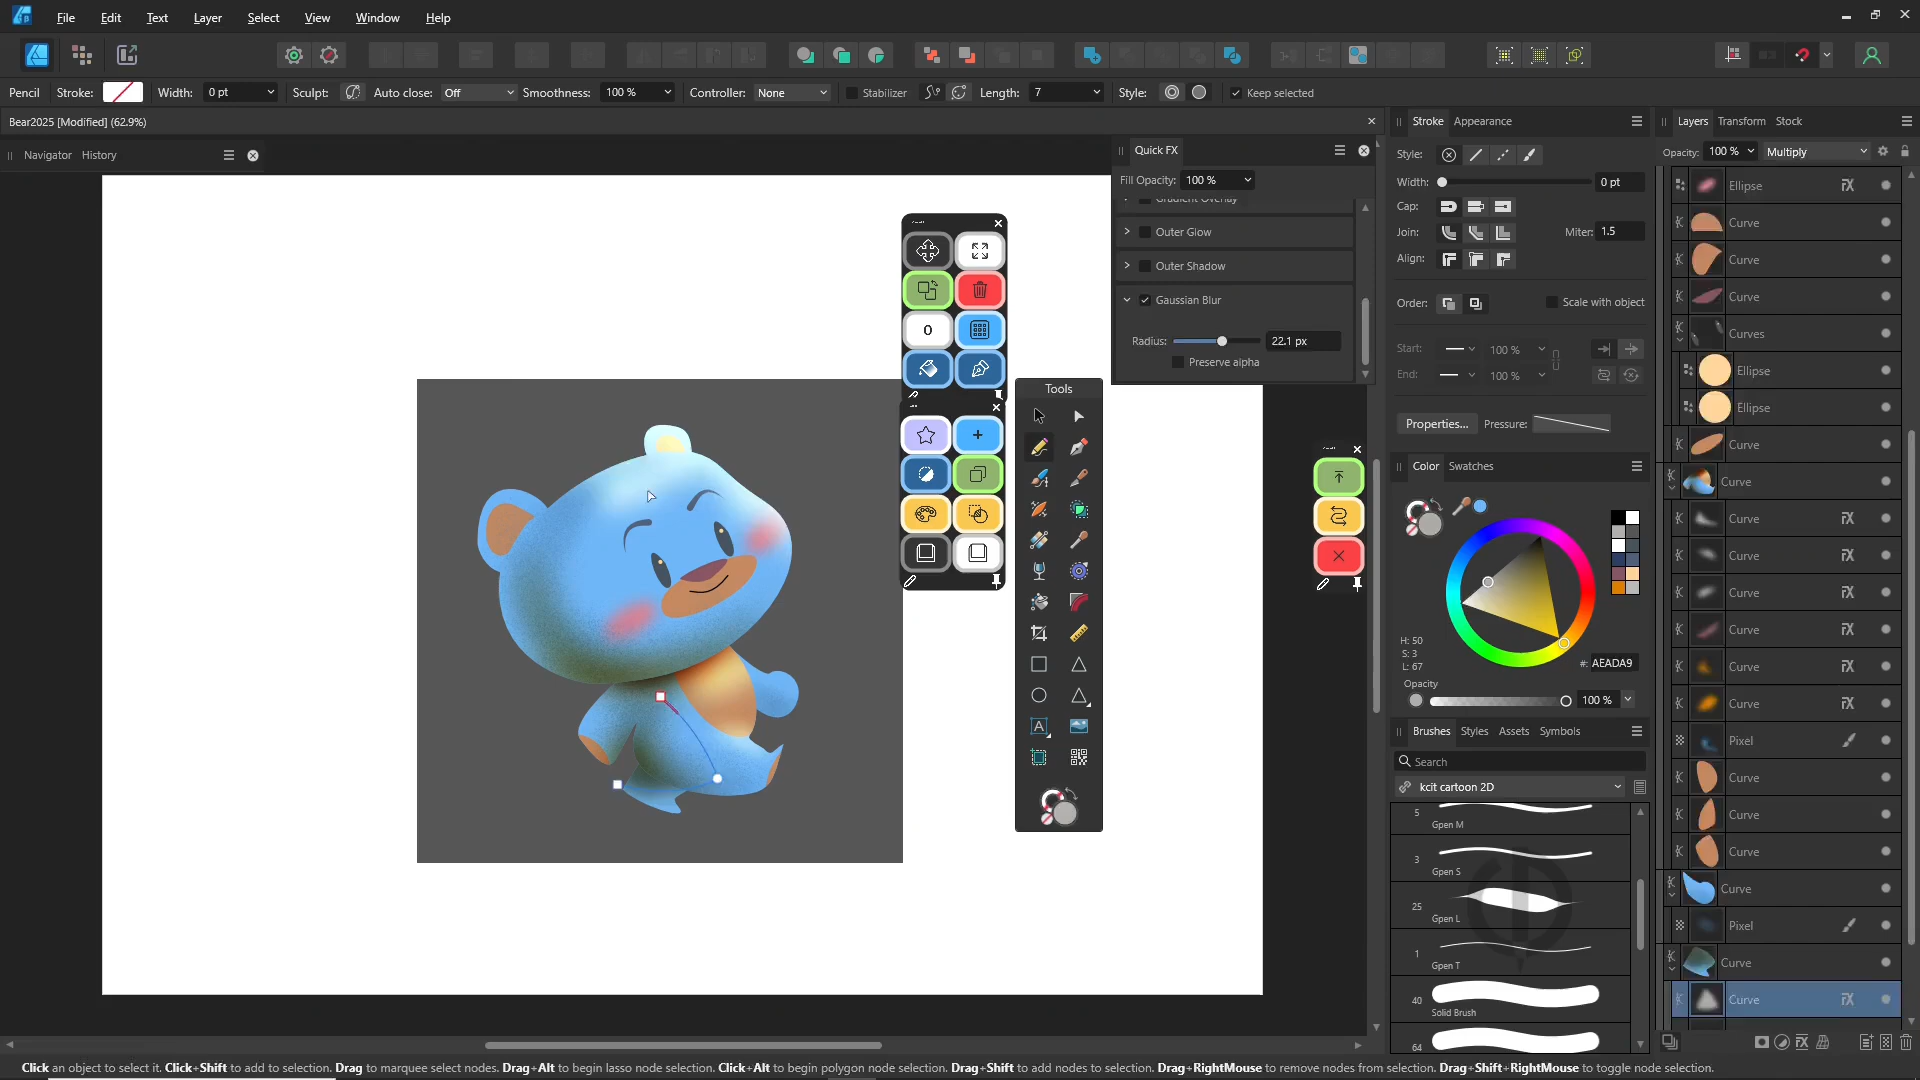 File Edit Text Layer Select View Window Help
Pencil Stroke: Width: 0 pt Sculpt: Auto close: Off Smoothness: 100 % Controller: None Stabilizer Length: 7 Style: Keep selected
Bear2025 [Modified] (62.9%)
Navigator History
Quick FX
Fill Opacity: 100 %
Gradient Overlay
Outer Glow
Outer Shadow
Gaussian Blur
Radius: 22.1 px
Preserve alpha
0
Tools
Stroke Appearance
Style:
Width: 0 pt
Cap:
Join: Miter: 1.5
Align:
Order: Scale with object
Start: 100 %
End: 100 %
Properties... Pressure:
Color Swatches
H: 50
S: 3
L: 67
#: AEADA9
Opacity
100 %
Brushes Styles Assets Symbols
Search
kcit cartoon 2D
5
Gpen M
3
Gpen S
25
Gpen L
1
Gpen T
40
Solid Brush
64
Layers Transform Stock
Opacity: 100 % Multiply
Ellipse
Curve
Curve
Curve
Curves
Ellipse
Ellipse
Curve
Curve
Curve
Curve
Curve
Curve
Curve
Curve
Pixel
Curve
Curve
Curve
Curve
Pixel
Curve
Curve
Click an object to select it. Click+Shift to add to selection. Drag to marquee select nodes. Drag+Alt to begin lasso node selection. Click+Alt to begin polygon node selection. Drag+Shift to add nodes to selection. Drag+RightMouse to remove nodes from selection. Drag+Shift+RightMouse to toggle node selection.